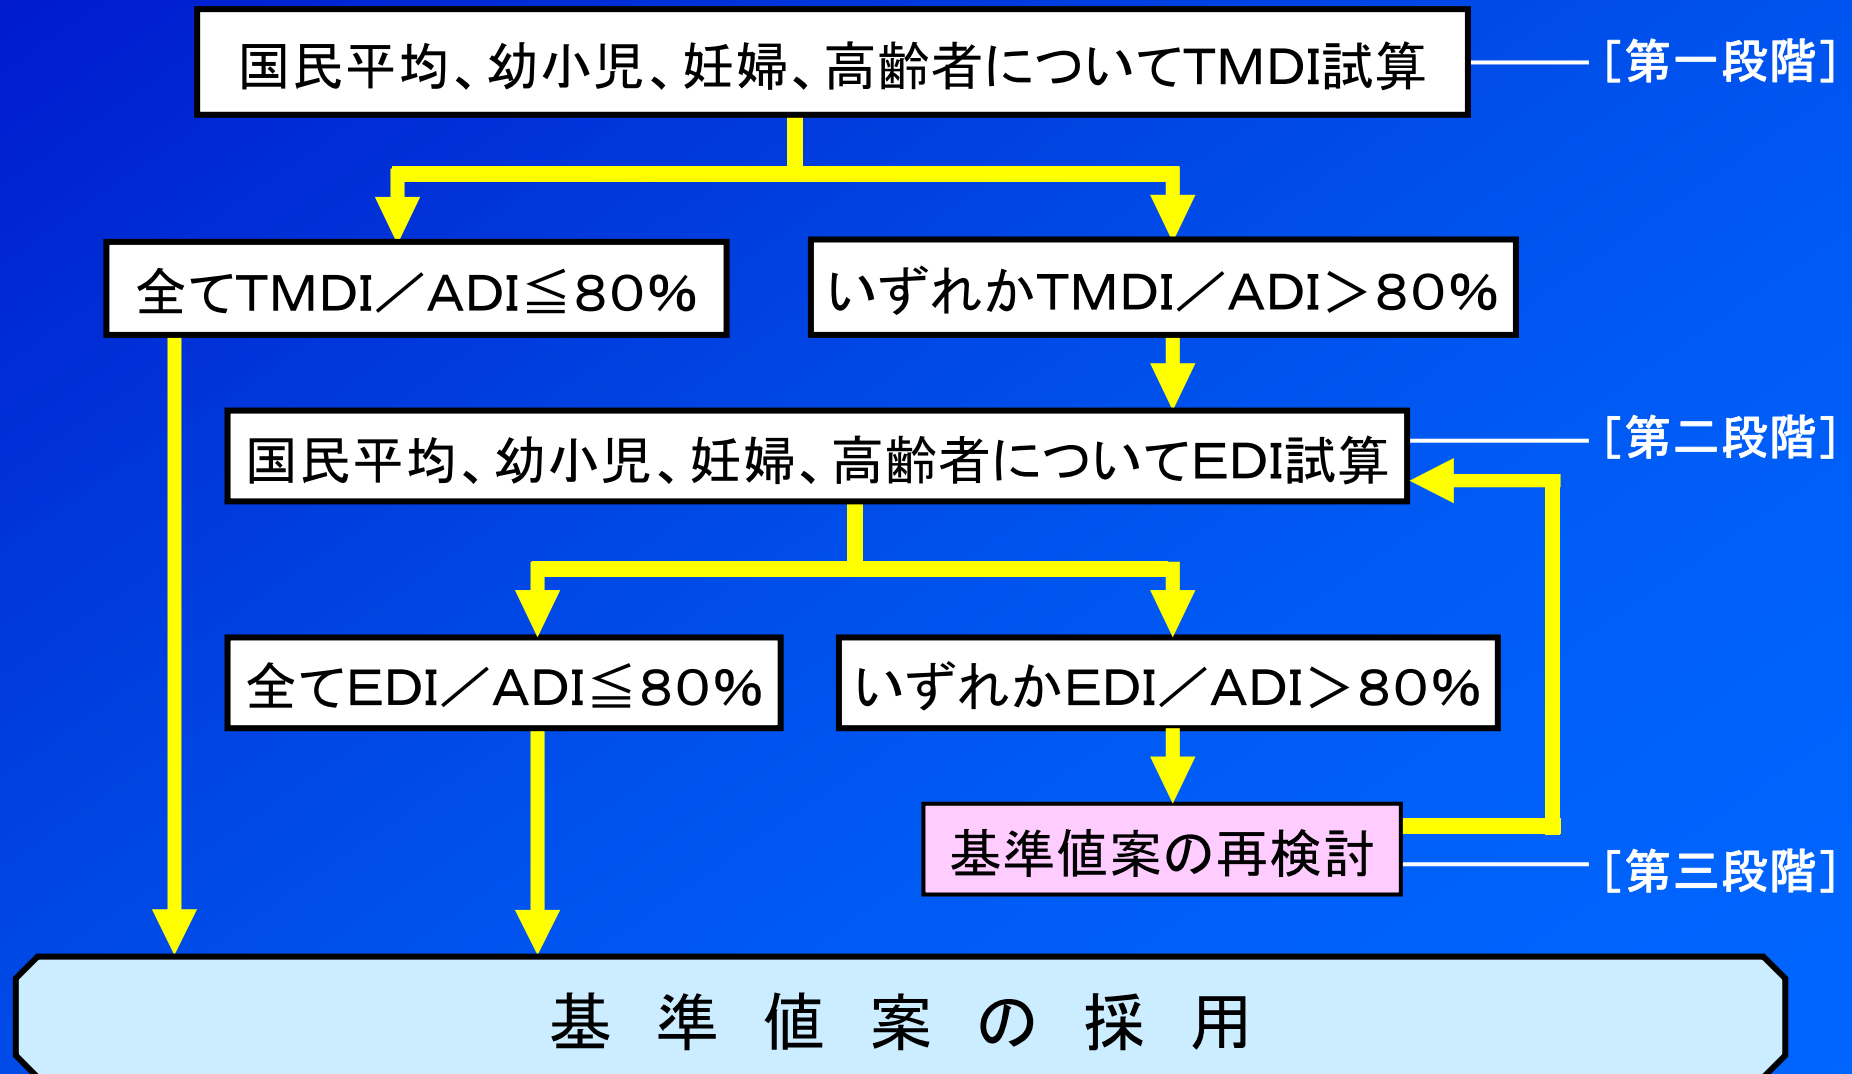 国民平均、幼小児、妊婦、高齢者についてTMDI試算
［第一段階］
全てTMDI／ADI≦80%
いずれかTMDI／ADI＞80%
国民平均、幼小児、妊婦、高齢者についてEDI試算
［第二段階］
全てEDI／ADI≦80%
いずれかEDI／ADI＞80%
基準値案の再検討
［第三段階］
基準値案の採用